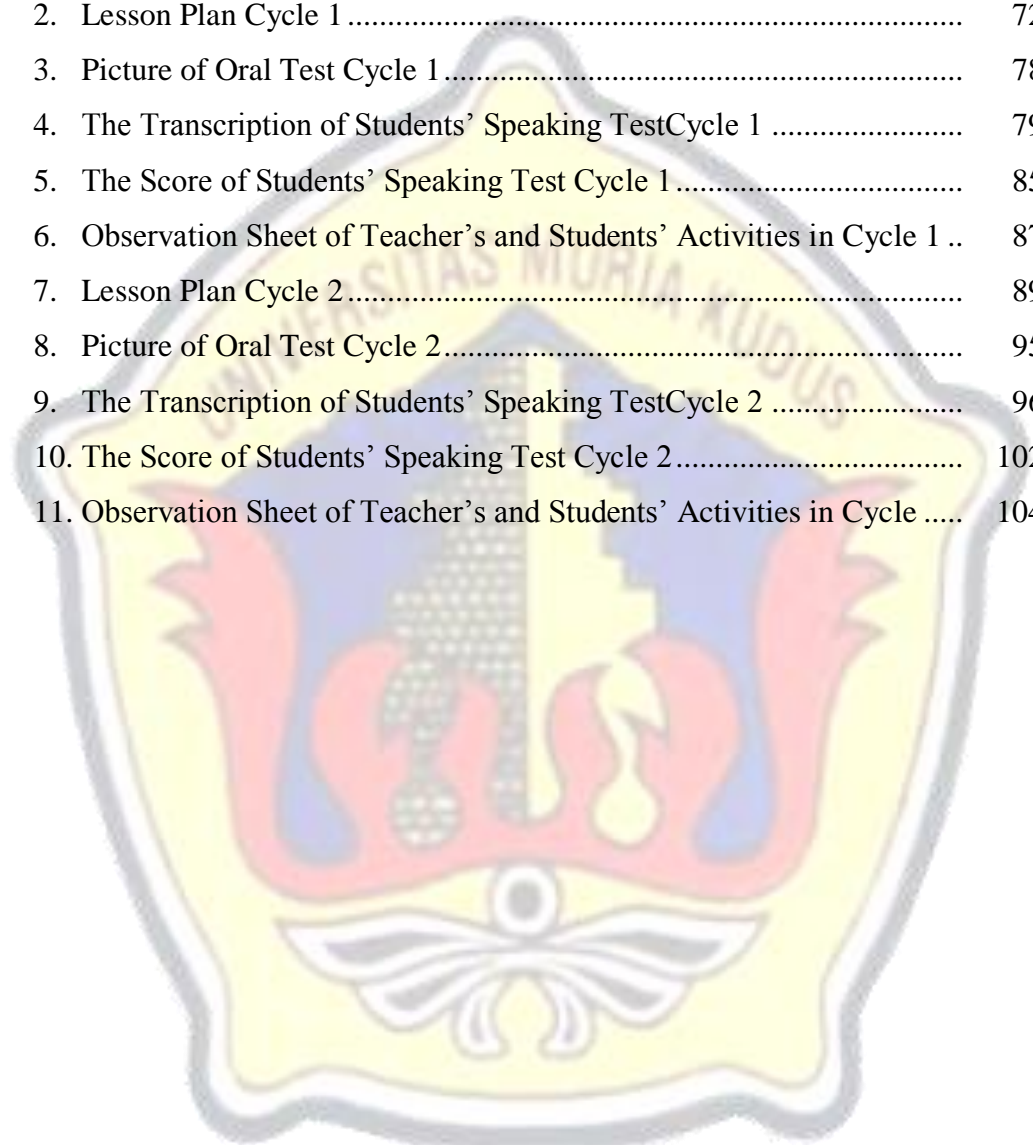 2. Lesson Plan Cycle 1 ........................................................................ 72
3. Picture of Oral Test Cycle 1 ............................................................ 78
4. The Transcription of Students’ Speaking TestCycle 1 ...................... 79
5. The Score of Students’ Speaking Test Cycle 1 ................................. 85
6. Observation Sheet of Teacher’s and Students’ Activities in Cycle 1 .. 87
7. Lesson Plan Cycle 2 ........................................................................ 89
8. Picture of Oral Test Cycle 2 ............................................................ 95
9. The Transcription of Students’ Speaking TestCycle 2 ...................... 96
10. The Score of Students’ Speaking Test Cycle 2 ................................. 102
11. Observation Sheet of Teacher’s and Students’ Activities in Cycle ..... 104
UNIVERSITAS MURIA KUDUS